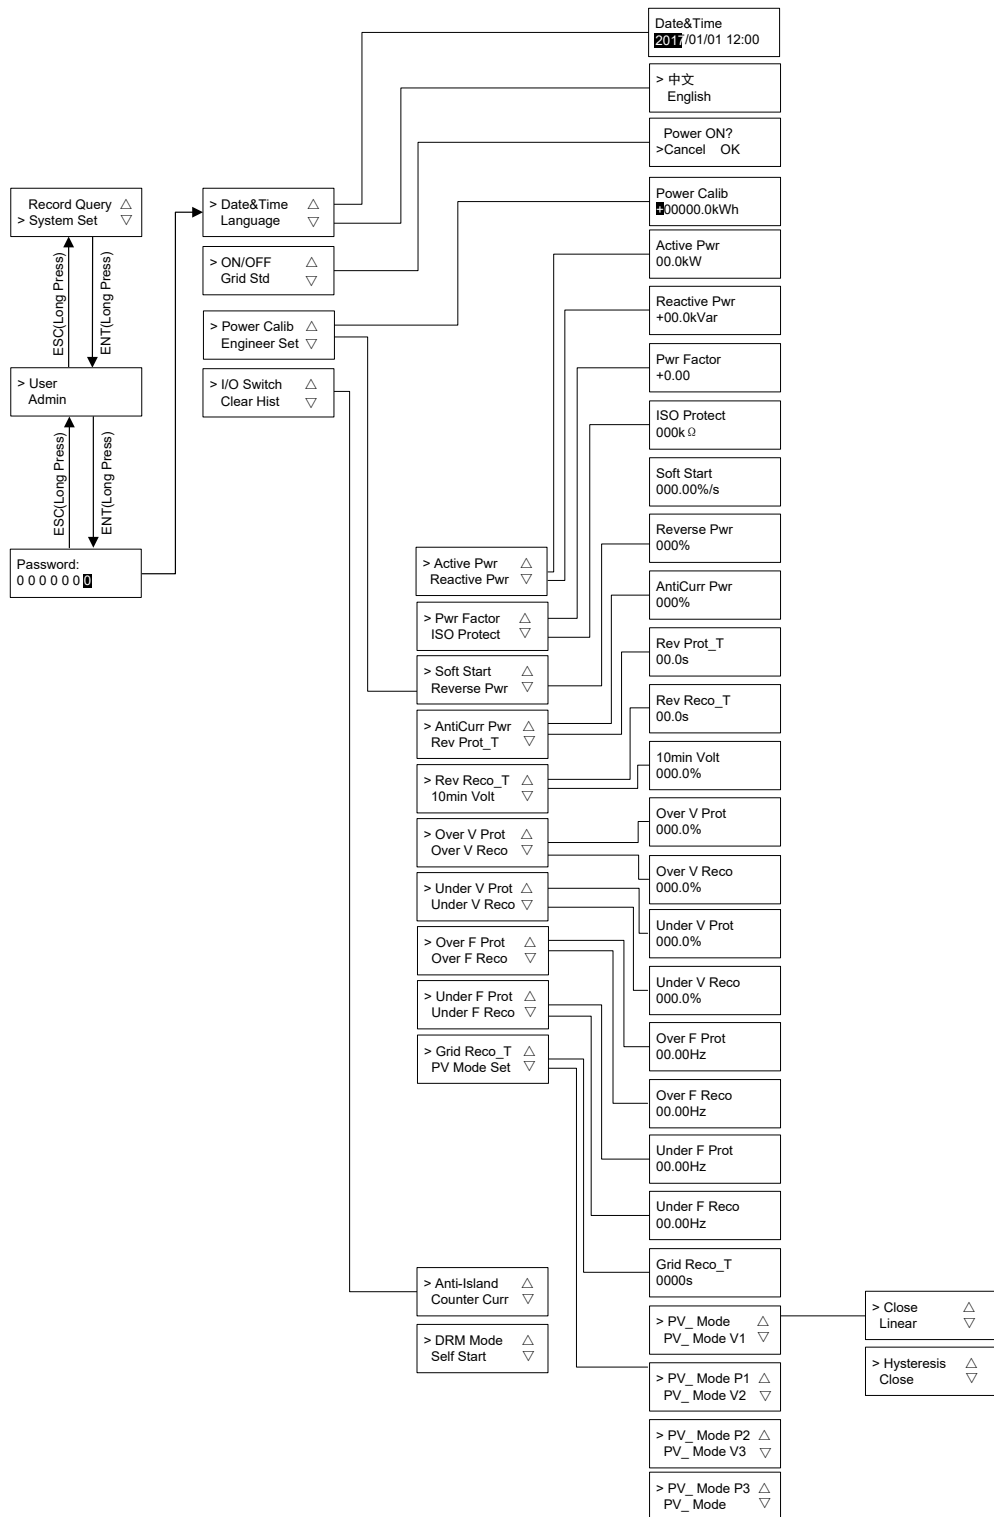 Record Query △
> System Set ▽
ESC(Long Press)
ENT(Long Press)
> User
Admin
ESC(Long Press)
ENT(Long Press)
Password:
0 0 0 0 0 0 0
> Date&Time △
Language ▽
> ON/OFF △
Grid Std ▽
> Power Calib △
Engineer Set ▽
> I/O Switch △
Clear Hist ▽
> Active Pwr △
Reactive Pwr ▽
> Pwr Factor △
ISO Protect ▽
> Soft Start △
Reverse Pwr ▽
> AntiCurr Pwr △
Rev Prot_T ▽
> Rev Reco_T △
10min Volt ▽
> Over V Prot △
Over V Reco ▽
> Under V Prot △
Under V Reco ▽
> Over F Prot △
Over F Reco ▽
> Under F Prot △
Under F Reco ▽
> Grid Reco_T △
PV Mode Set ▽
> Anti-Island △
Counter Curr ▽
> DRM Mode △
Self Start ▽
Date&Time
2017/01/01 12:00
> 中文
English
Power ON?
>Cancel OK
Power Calib
+00000.0kWh
Active Pwr
00.0kW
Reactive Pwr
+00.0kVar
Pwr Factor
+0.00
ISO Protect
000k Ω
Soft Start
000.00%/s
Reverse Pwr
000%
AntiCurr Pwr
000%
Rev Prot_T
00.0s
Rev Reco_T
00.0s
10min Volt
000.0%
Over V Prot
000.0%
Over V Reco
000.0%
Under V Prot
000.0%
Under V Reco
000.0%
Over F Prot
00.00Hz
Over F Reco
00.00Hz
Under F Prot
00.00Hz
Under F Reco
00.00Hz
Grid Reco_T
0000s
> PV_ Mode △
PV_ Mode V1 ▽
> PV_ Mode P1 △
PV_ Mode V2 ▽
> PV_ Mode P2 △
PV_ Mode V3 ▽
> PV_ Mode P3 △
PV_ Mode ▽
> Close △
Linear ▽
> Hysteresis △
Close ▽